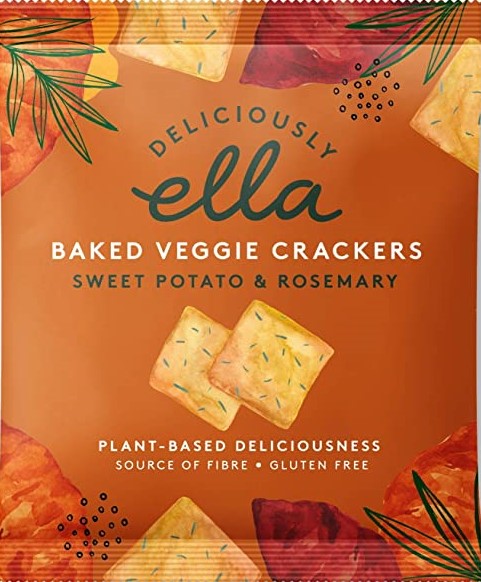 DELICIOUSLY
ella
BAKED VEGGIE CRACKERS
SWEET POTATO & ROSEMARY
PLANT-BASED DELICIOUSNESS
SOURCE OF FIBRE • GLUTEN FREE